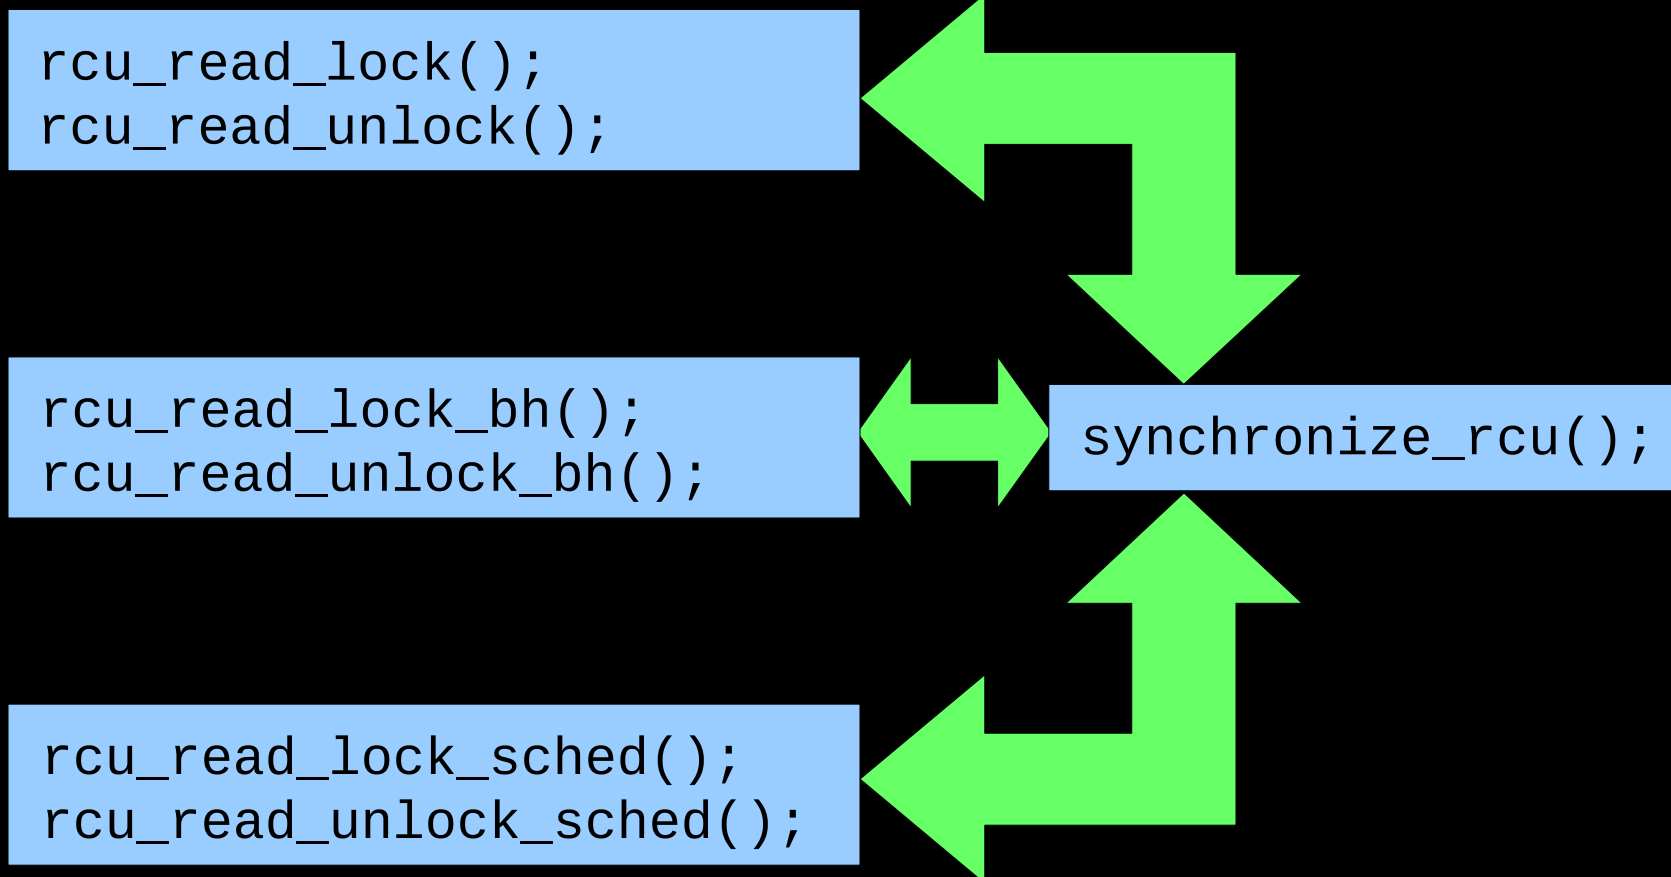 rcu_read_lock();
rcu_read_unlock();
rcu_read_lock_bh();
rcu_read_unlock_bh();
synchronize_rcu();
rcu_read_lock_sched();
rcu_read_unlock_sched();